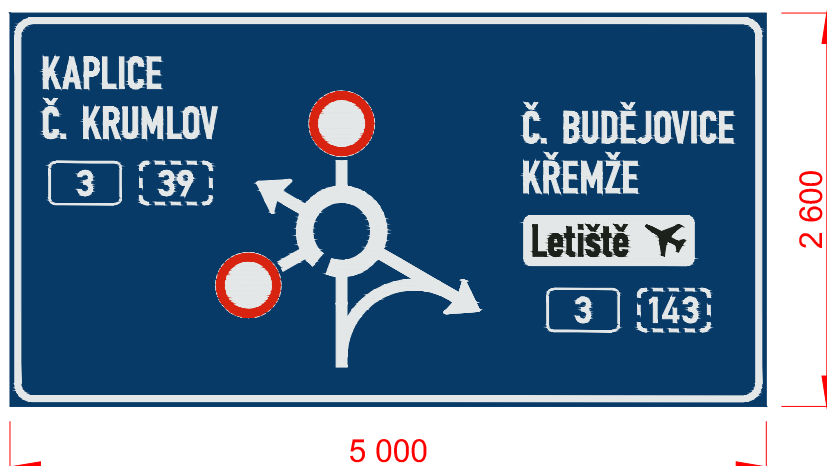 KAPLICE
Č. KRUMLOV
3 39
Č. BUDĚJOVICE
KŘEMŽE
Letiště
3 143
2 600
5 000